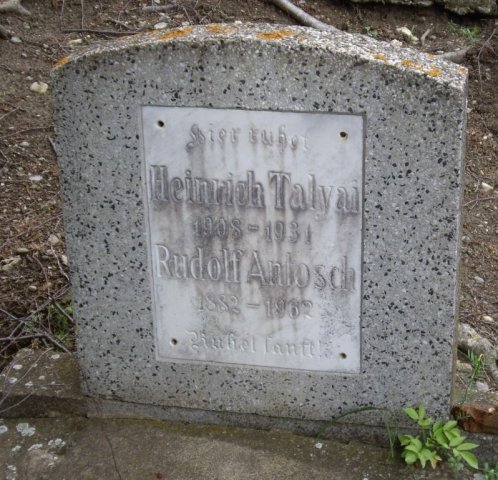 Hier ruhet
Heinrich Talyai
1908 - 1931
Rudolf Antosch
1882 - 1962
Ruhet sanft!